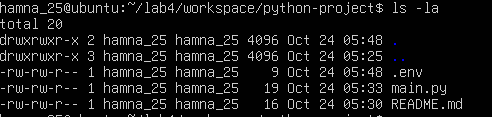 hamna_25@ubuntu:~/lab4/workspace/python-project$ ls -la
total 20
drwxrwxr-x 2 hamna_25 hamna_25 4096 Oct 24 05:48 .
drwxrwxr-x 3 hamna_25 hamna_25 4096 Oct 24 05:25 ..
-rw-rw-r-- 1 hamna_25 hamna_25    9 Oct 24 05:48 .env
-rw-rw-r-- 1 hamna_25 hamna_25   19 Oct 24 05:33 main.py
-rw-rw-r-- 1 hamna_25 hamna_25   16 Oct 24 05:30 README.md